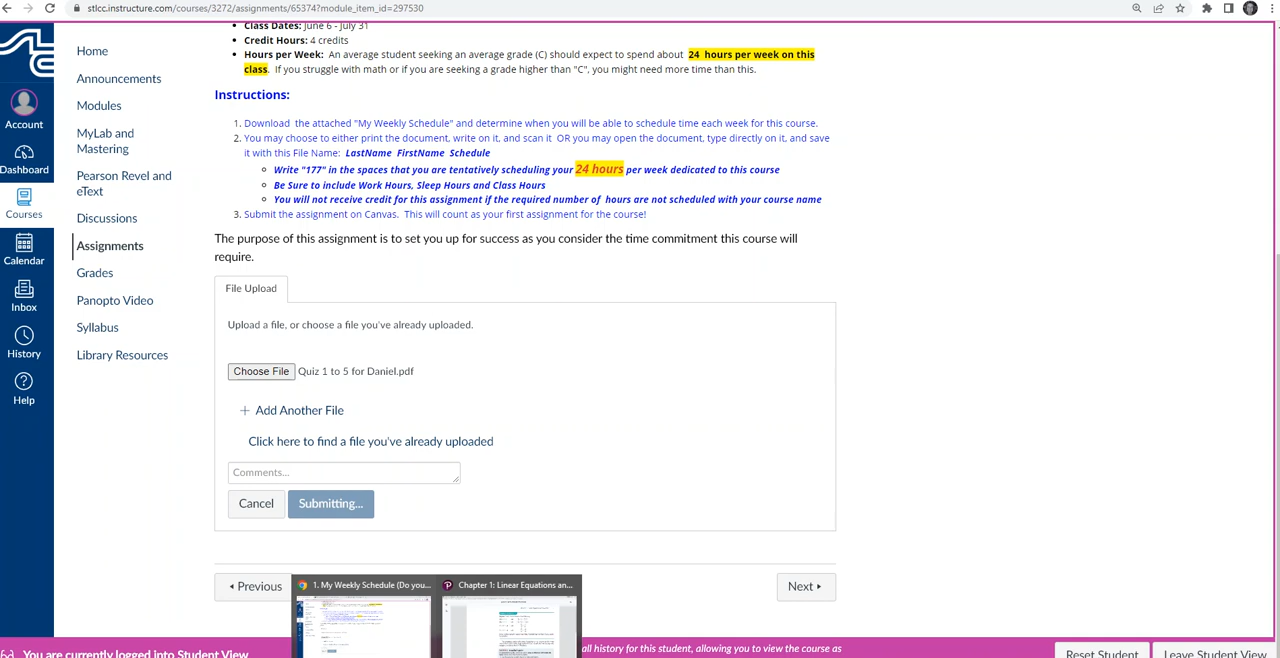 stlcc.instructure.com/courses/3272/assignments/65374?module_item_id=297530
Account
Dashboard
Courses
Calendar
Inbox
History
Help
Home
Announcements
Modules
MyLab and
Mastering
Pearson Revel and
eText
Discussions
Assignments
Grades
Panopto Video
Syllabus
Library Resources
• Class Dates: June 6 - July 31
• Credit Hours: 4 credits
• Hours per Week: An average student seeking an average grade (C) should expect to spend about 24 hours per week on this
class. If you struggle with math or if you are seeking a grade higher than "C", you might need more time than this.
Instructions:
1. Download the attached "My Weekly Schedule" and determine when you will be able to schedule time each week for this course.
2. You may choose to either print the document, write on it, and scan it OR you may open the document, type directly on it, and save
it with this File Name: LastName FirstName Schedule
Write "177" in the spaces that you are tentatively scheduling your 24 hours per week dedicated to this course
Be Sure to include Work Hours, Sleep Hours and Class Hours
You will not receive credit for this assignment if the required number of hours are not scheduled with your course name
3. Submit the assignment on Canvas. This will count as your first assignment for the course!
The purpose of this assignment is to set you up for success as you consider the time commitment this course will
require.
File Upload
Upload a file, or choose a file you've already uploaded.
Choose File Quiz 1 to 5 for Daniel.pdf
+ Add Another File
Click here to find a file you've already uploaded
Comments...
Cancel Submitting...
Previous
Next
1. My Weekly Schedule (Do you...
Chapter 1: Linear Equations an...
You are currently logged into Student View
all history for this student, allowing you to view the course as
Reset Student
Leave Student View